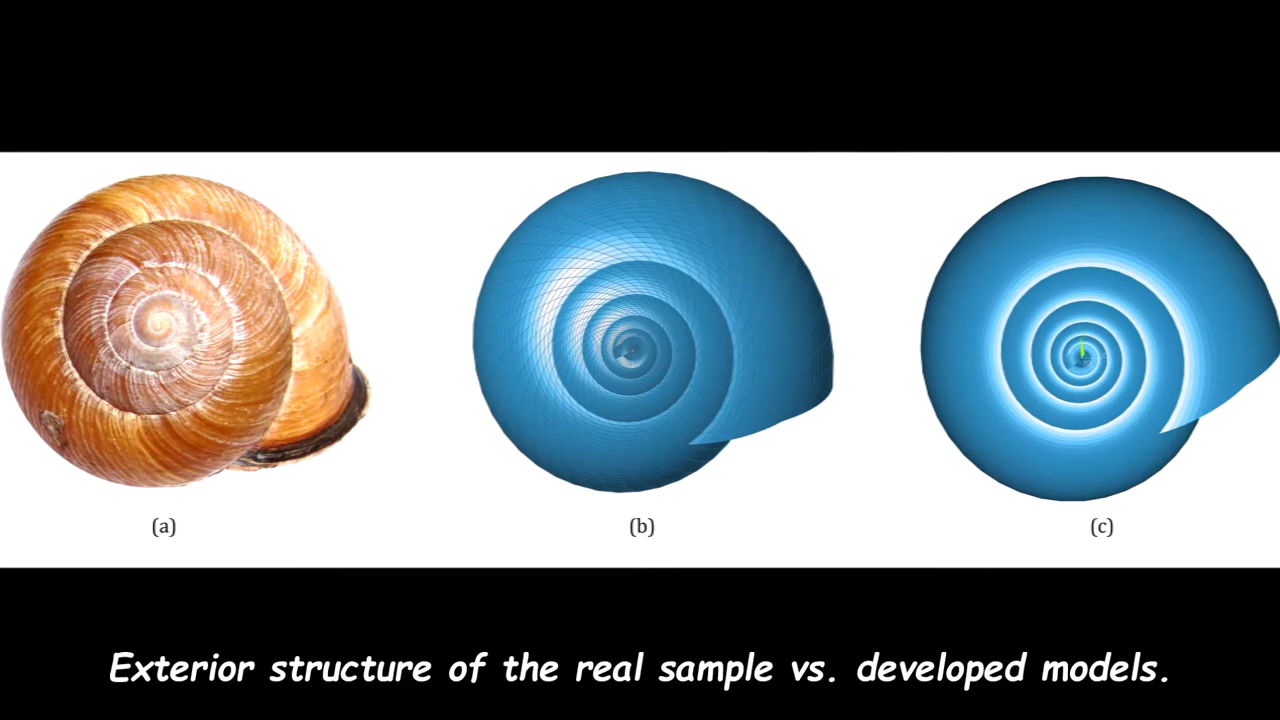 (a) (b) (c)
Exterior structure of the real sample vs. developed models.